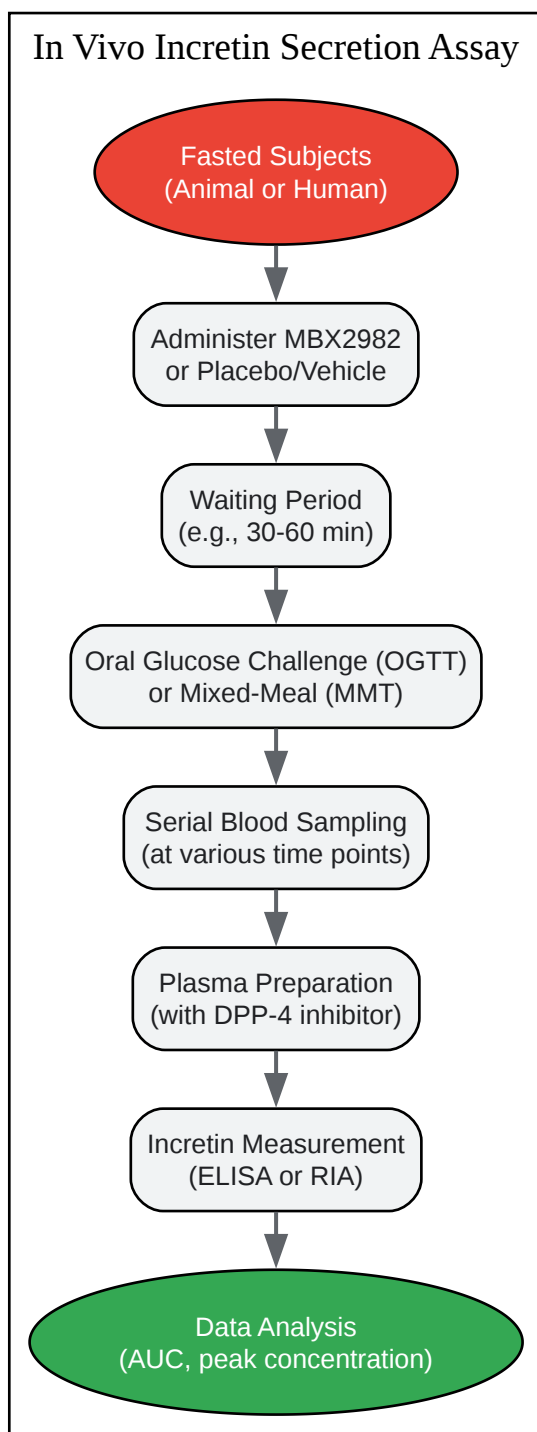 In Vivo Incretin Secretion Assay
Fasted Subjects
(Animal or Human)
Administer MBX2982
or Placebo/Vehicle
Waiting Period
(e.g., 30-60 min)
Oral Glucose Challenge (OGTT)
or Mixed-Meal (MMT)
Serial Blood Sampling
(at various time points)
Plasma Preparation
(with DPP-4 inhibitor)
Incretin Measurement
(ELISA or RIA)
Data Analysis
(AUC, peak concentration)